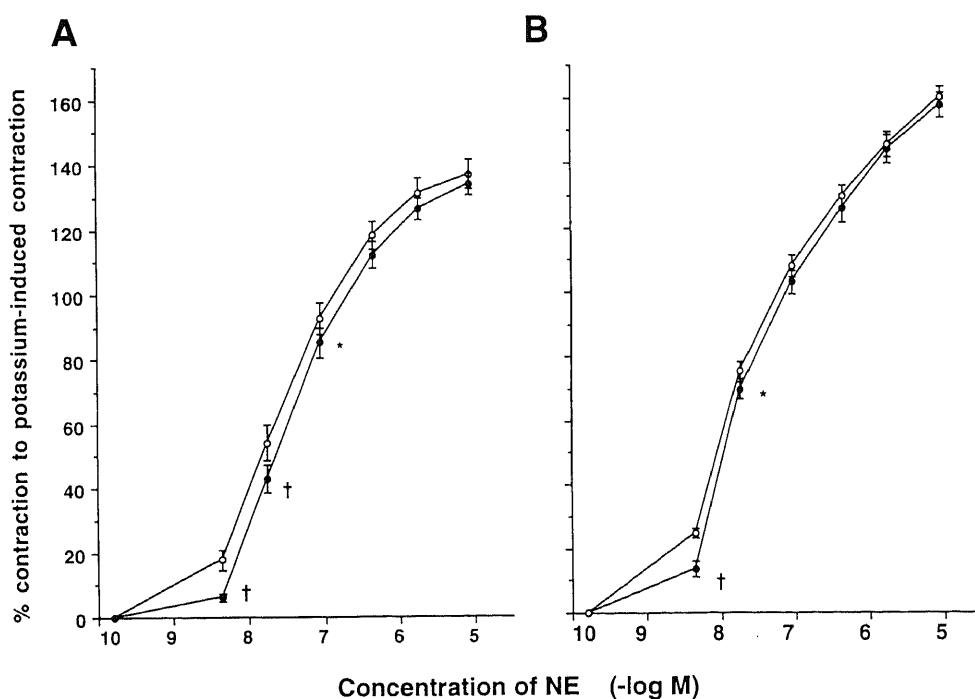 A
B
% contraction to potassium-induced contraction
160
140
120
100
80
60
40
20
0
*
†
†
*
†
10 9 8 7 6 5
10 9 8 7 6 5
Concentration of NE (-log M)